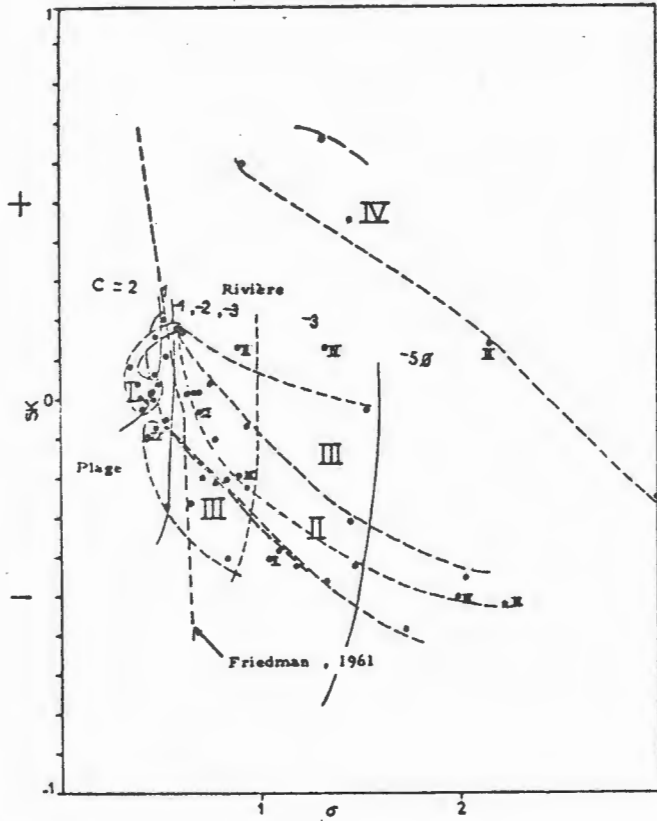 1
+
IV
C = 2
-1, -2, -3
Rivière
-3
-5,Ø
I
0
SK
Plage
III
III
II
Friedman, 1961
-1
1
σ
2